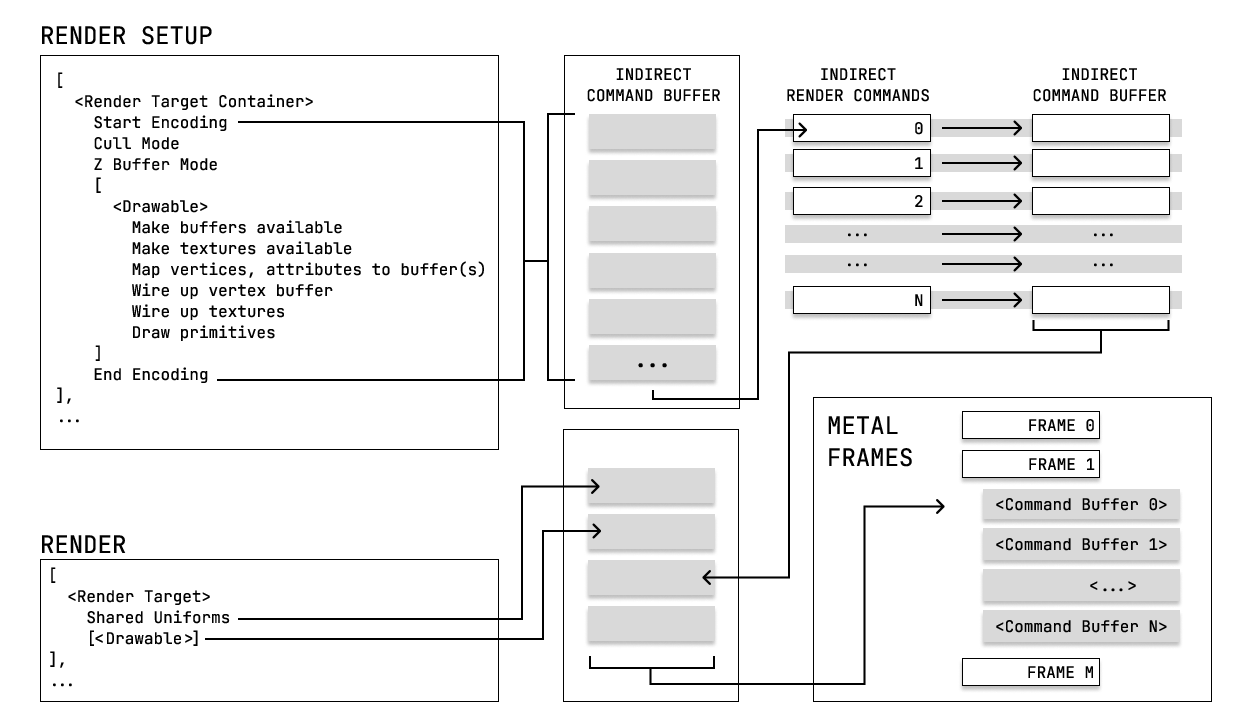 RENDER SETUP
[
<Render Target Container>
Start Encoding
Cull Mode
Z Buffer Mode
[
<Drawable>
Make buffers available
Make textures available
Map vertices, attributes to buffer(s)
Wire up vertex buffer
Wire up textures
Draw primitives
]
End Encoding
],
...
INDIRECT
COMMAND BUFFER
...
INDIRECT
RENDER COMMANDS
0
1
2
...
...
N
INDIRECT
COMMAND BUFFER
...
...
RENDER
[
<Render Target>
Shared Uniforms
[<Drawable>]
],
...
METAL
FRAMES
FRAME 0
FRAME 1
<Command Buffer 0>
<Command Buffer 1>
<...>
<Command Buffer N>
FRAME M